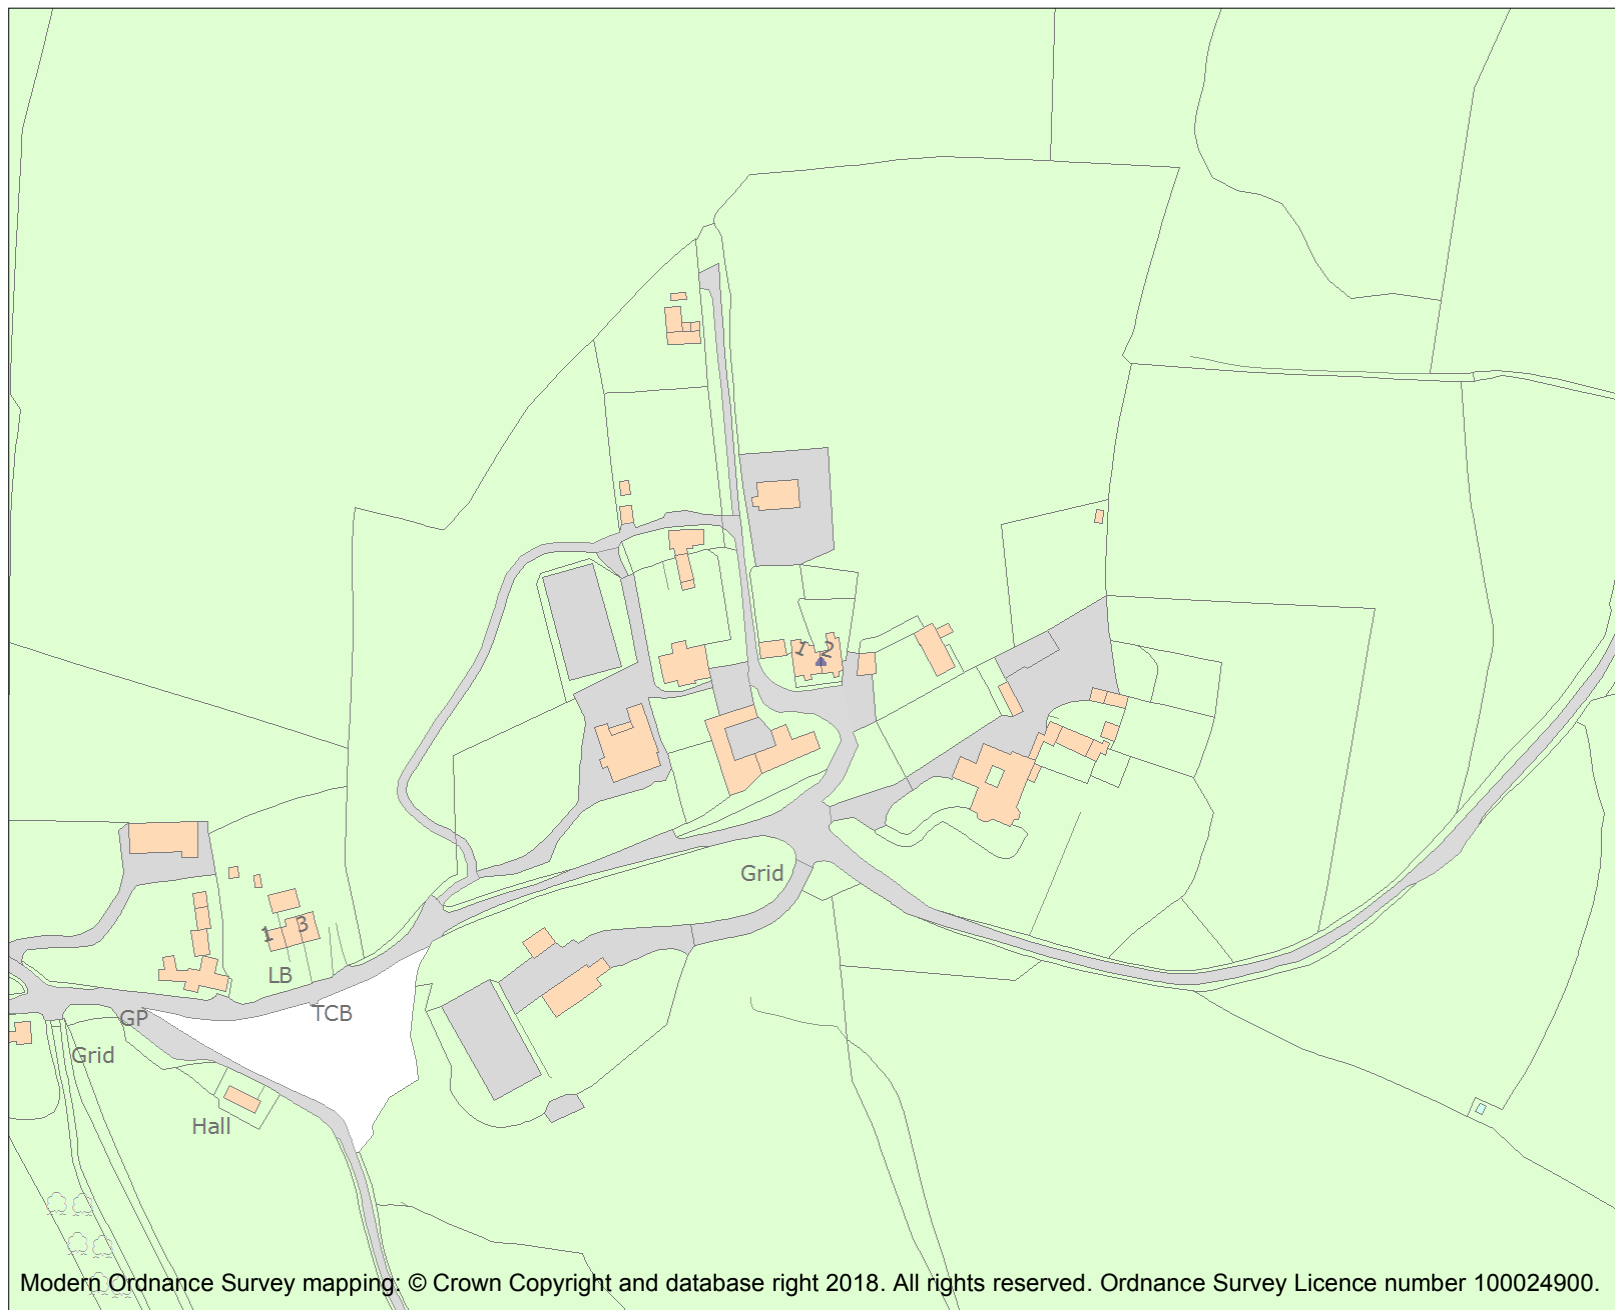 1 2
Grid
1 3
LB
TCB
GP
Grid
Hall
Modern Ordnance Survey mapping: © Crown Copyright and database right 2018. All rights reserved. Ordnance Survey Licence number 100024900.